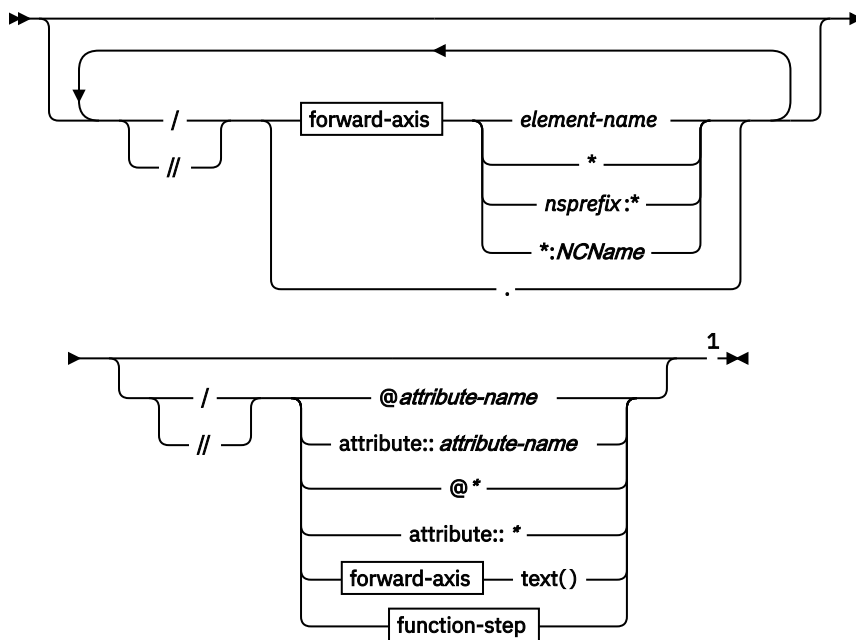 / forward-axis element-name
// *
nsprefix:*
*:NCName
.
1
/ @attribute-name
// attribute:: attribute-name
@*
attribute:: *
forward-axis text()
function-step